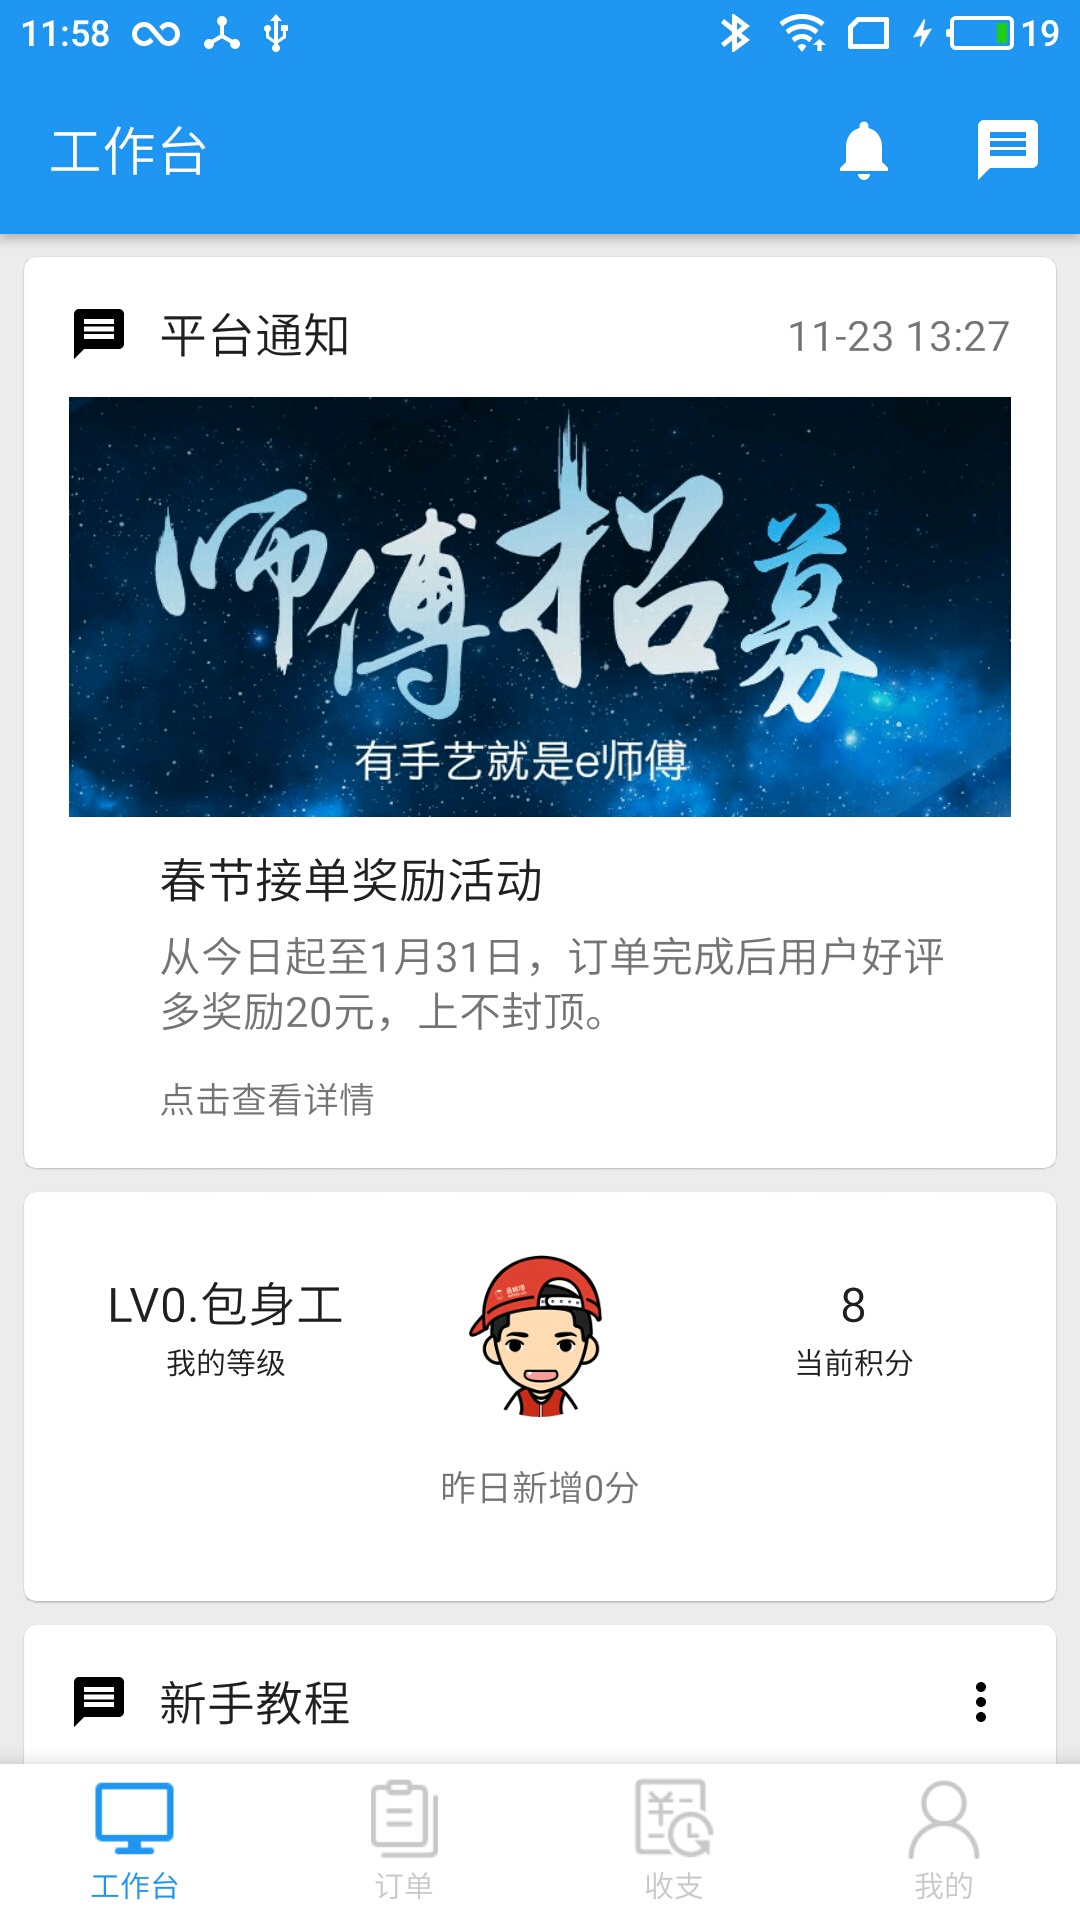 11:58
19
工作台
平台通知
11-23 13:27
师傅招募
有手艺就是e师傅
春节接单奖励活动
从今日起至1月31日，订单完成后用户好评
多奖励20元，上不封顶。
点击查看详情
LV0.包身工
我的等级
8
当前积分
昨日新增0分
新手教程
工作台
订单
收支
我的